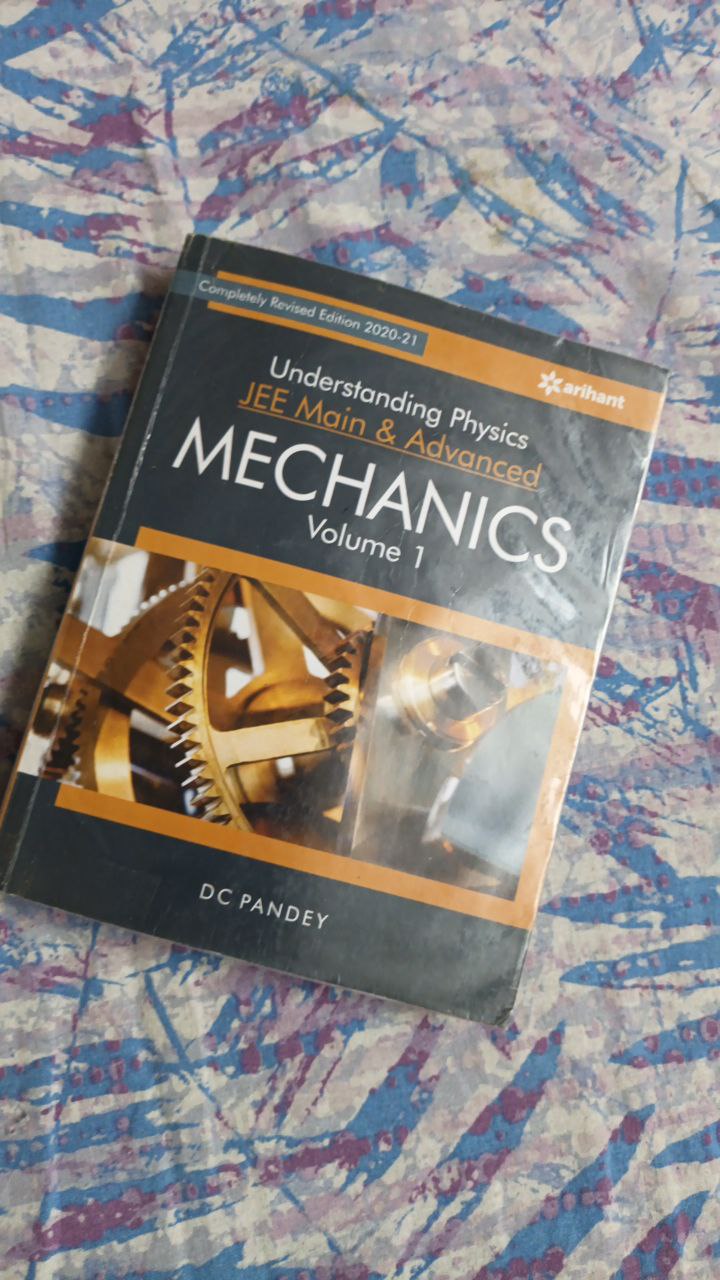 Completely Revised Edition 2020-21
arihant
Understanding Physics
JEE Main & Advanced
MECHANICS
Volume 1
DC PANDEY